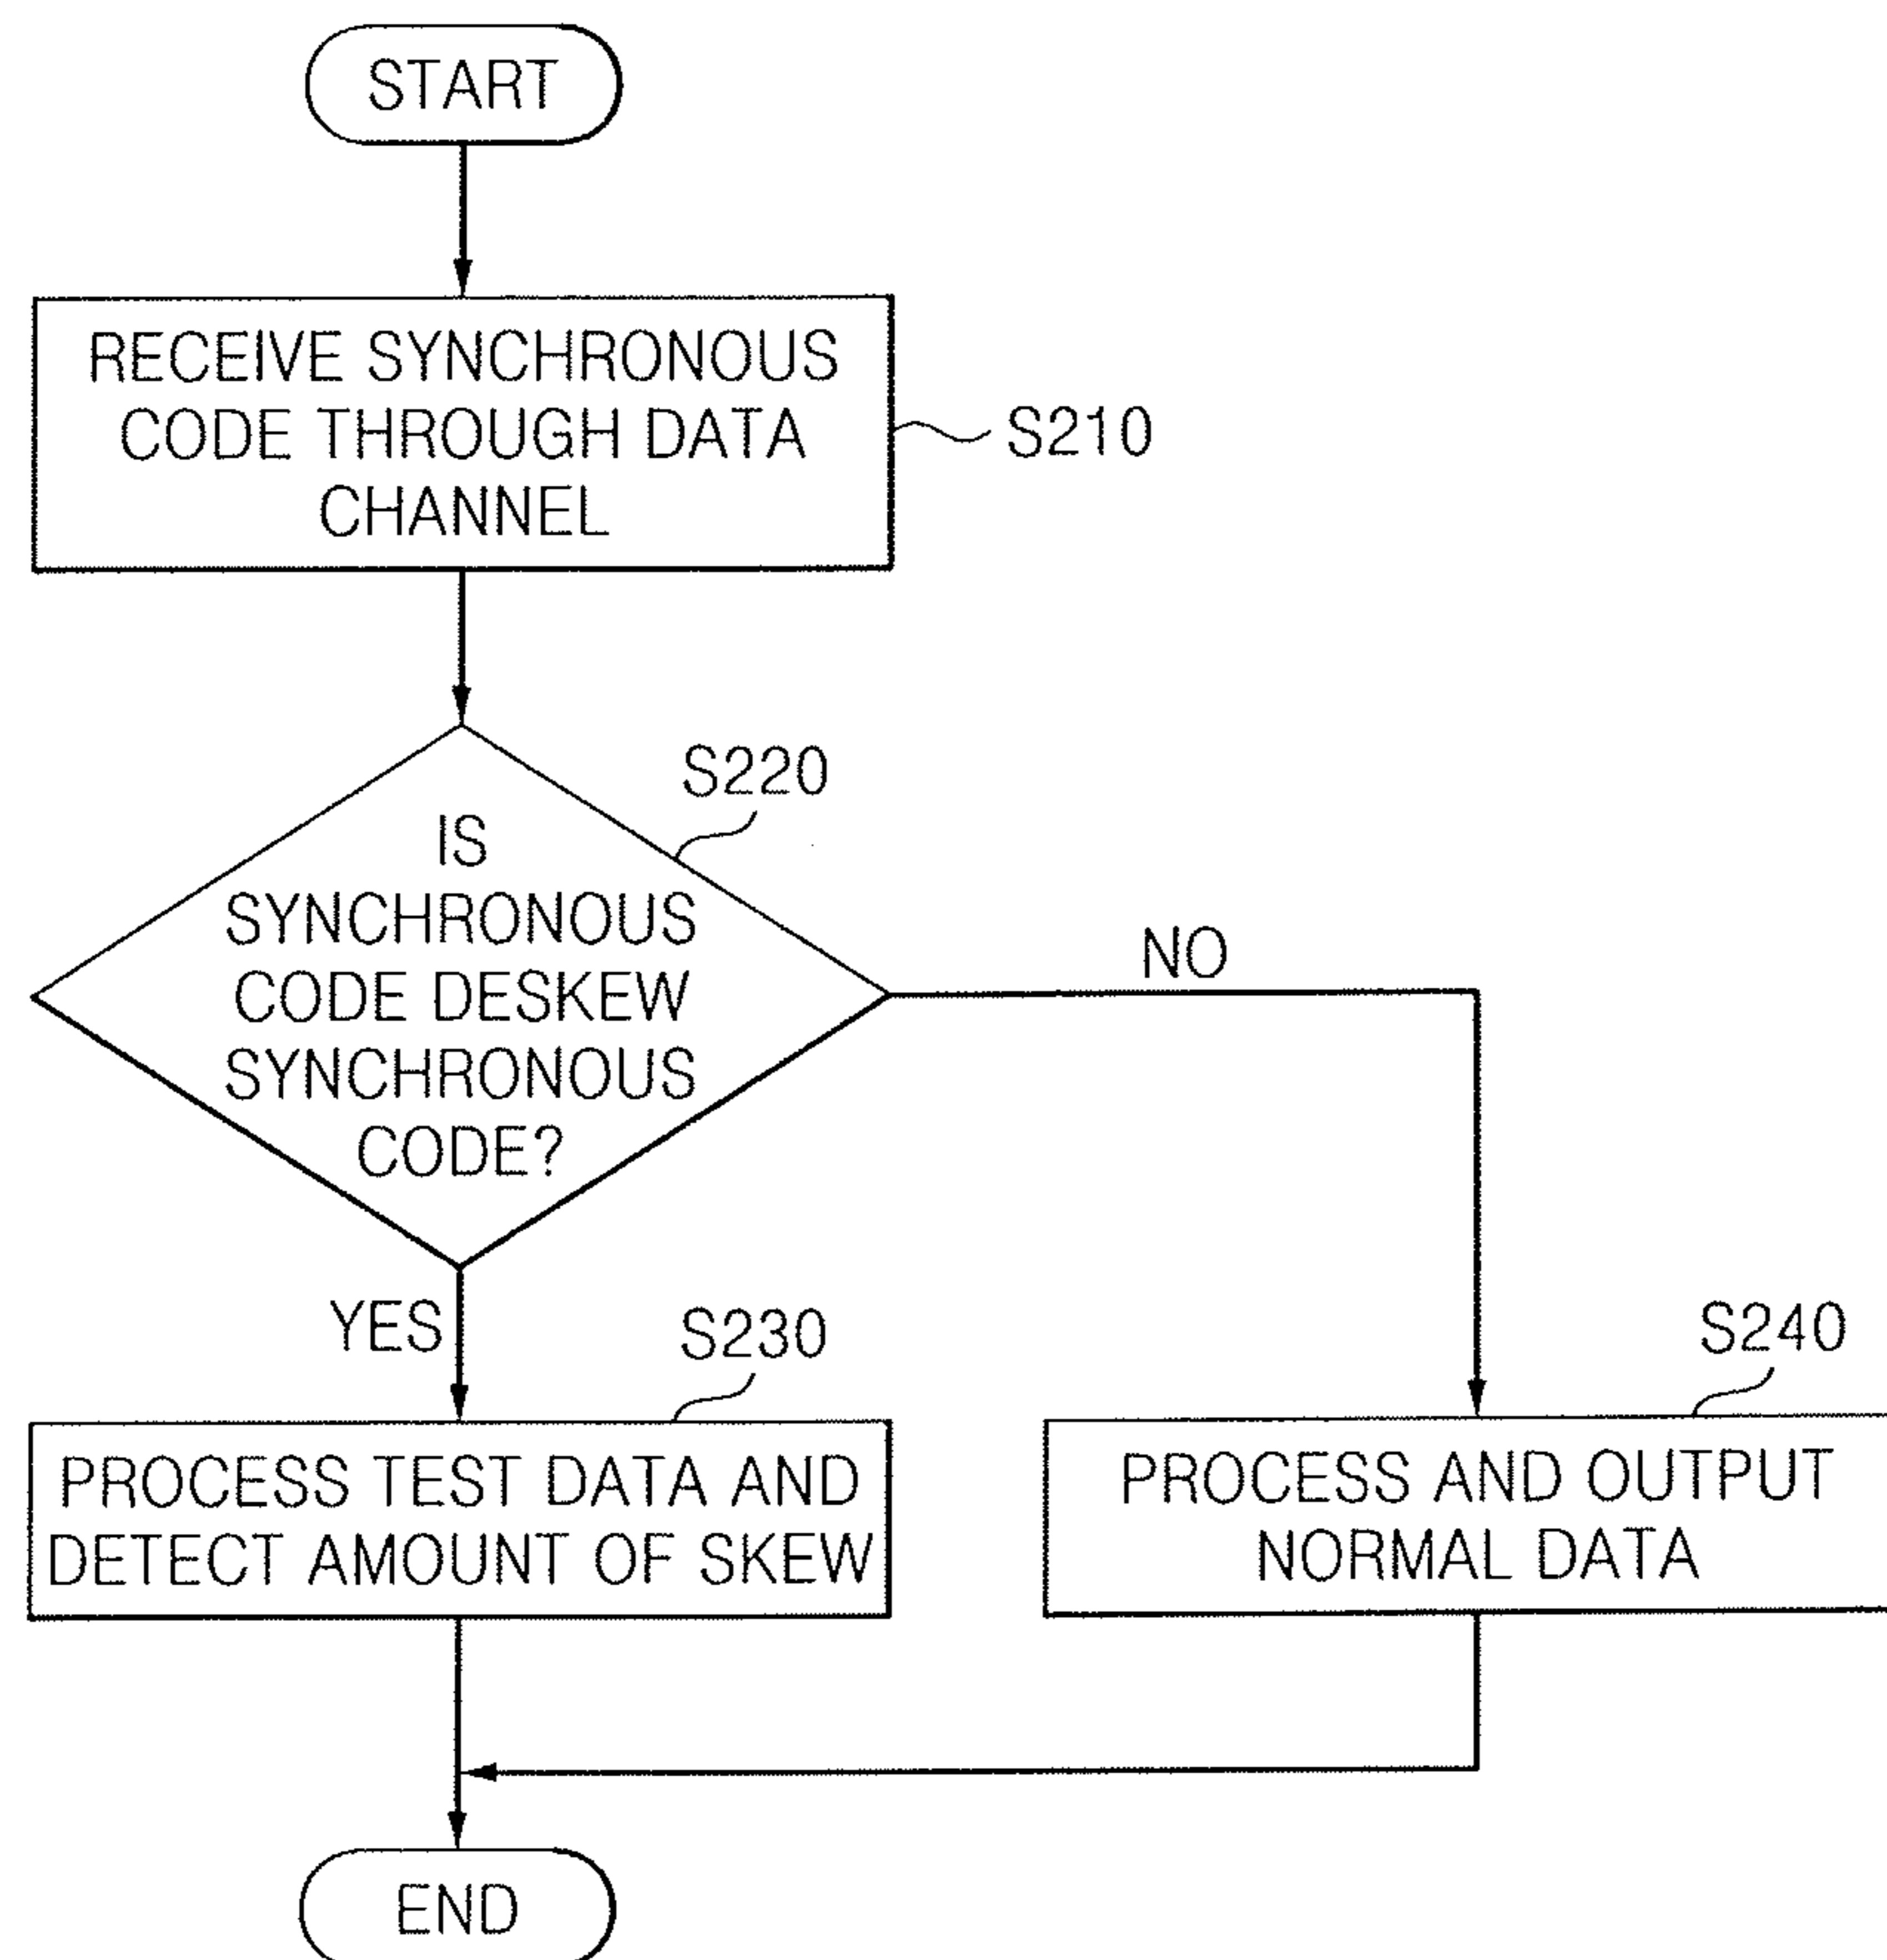 START
RECEIVE SYNCHRONOUS
CODE THROUGH DATA
CHANNEL
S210
S220
IS
SYNCHRONOUS
CODE DESKEW
SYNCHRONOUS
CODE?
NO
YES
S230
PROCESS TEST DATA AND
DETECT AMOUNT OF SKEW
S240
PROCESS AND OUTPUT
NORMAL DATA
END